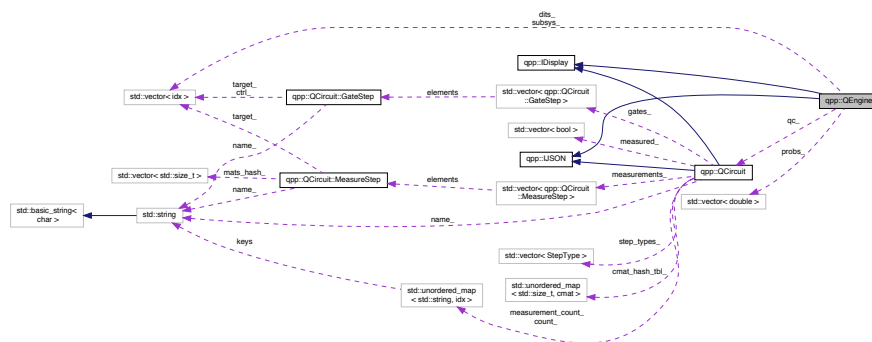 dits_
subsys_
qpp::IDisplay
target_
ctrl_
std::vector< idx >
qpp::QCircuit::GateStep
elements
std::vector< qpp::QCircuit
::GateStep >
qpp::QEngine
gates_
qc_
target_
std::vector< bool >
measured_
name_
probs_
qpp::IJSON
std::vector< std::size_t >
mats_hash_
qpp::QCircuit::MeasureStep
elements
std::vector< qpp::QCircuit
::MeasureStep >
measurements_
qpp::QCircuit
name_
std::vector< double >
std::basic_string<
char >
std::string
name_
keys
step_types_
std::vector< StepType >
cmat_hash_tbl_
std::unordered_map
< std::string, idx >
std::unordered_map
< std::size_t, cmat >
measurement_count_
count_